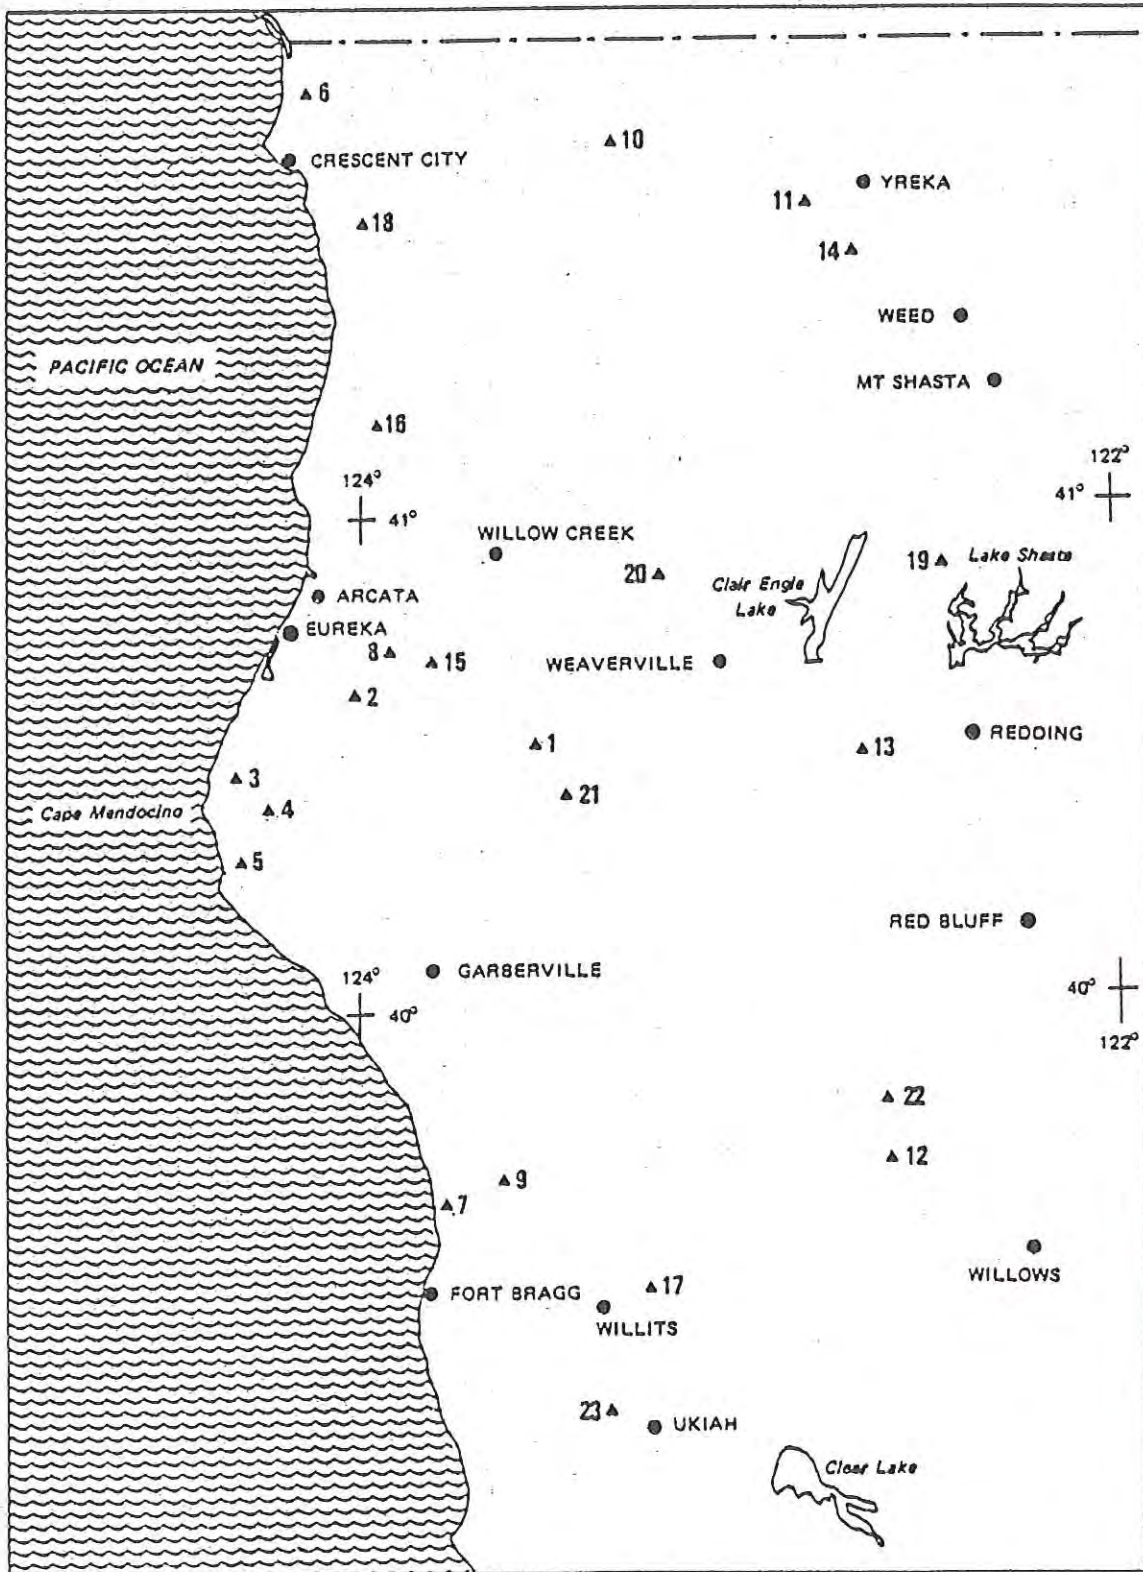 6
CRESCENT CITY
10
YREKA
11
18
14
WEED
PACIFIC OCEAN
MT SHASTA
16
124°
41°
122°
41°
WILLOW CREEK
20
Clair Engle
Lake
19
Lake Shasta
ARCATA
EUREKA
8
15
WEAVERVILLE
2
1
13
REDDING
3
21
Cape Mendocino
4
5
RED BLUFF
124°
GARBERVILLE
40°
40°
122°
22
12
9
7
WILLOWS
FORT BRAGG
17
WILLITS
23
UKIAH
Clear Lake